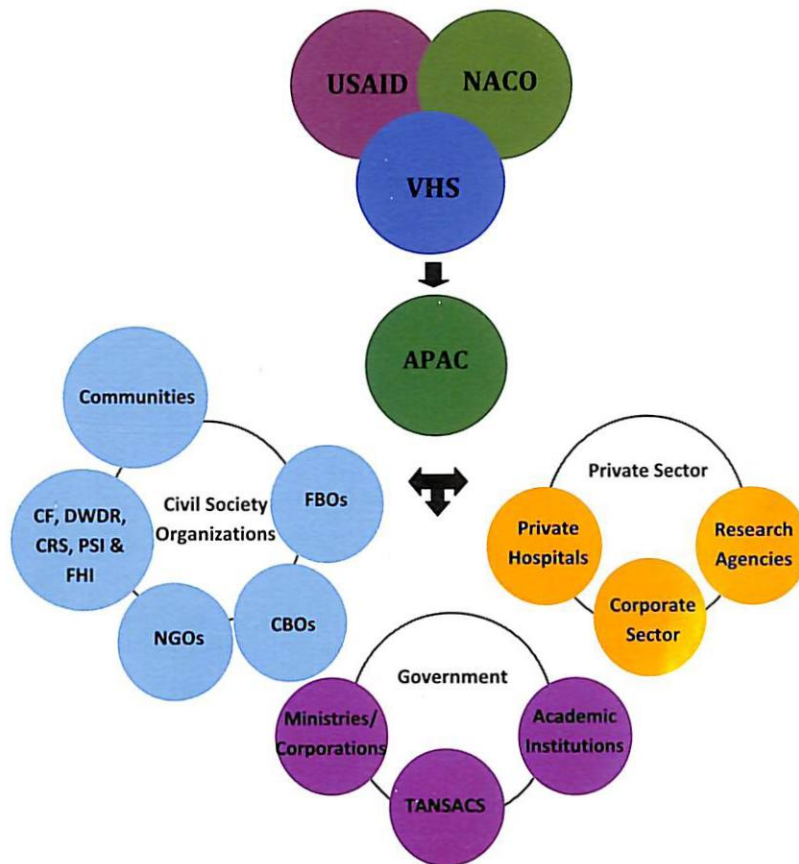 USAID
NACO
VHS
APAC
Communities
CF, DWDR,
CRS, PSI &
FHI
Civil Society
Organizations
FBOs
NGOs
CBOs
Private Sector
Private
Hospitals
Research
Agencies
Corporate
Sector
Government
Ministries/
Corporations
Academic
Institutions
TANSACS